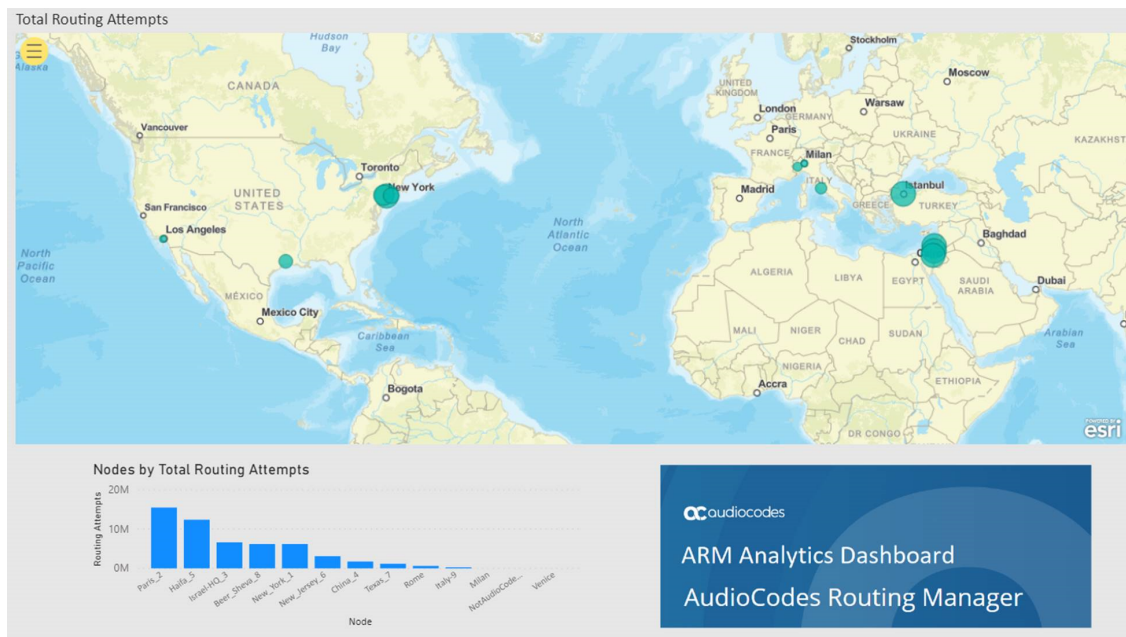 Total Routing Attempts
Hudson
Bay
Stockholm
Alaska
Moscow
CANADA
UNITED
KINGDOM
London
Warsaw
GERMANY
Vancouver
Paris
UKRAINE
KAZAKHST
FRANCE
Milan
Toronto
ITALY
New York
Istanbul
UNITED
STATES
Madrid
GREECE
TURKEY
San Francisco
North
Atlantic
Ocean
Los Angeles
Baghdad
North
Pacific
Ocean
ALGERIA
LIBYA
EGYPT
SAUDI
ARABIA
Dubai
MÉXICO
Mexico City
Caribbean
Sea
MALI
NIGER
CHAD
SUDAN
Arabian
Sea
NIGERIA
Bogota
Accra
ETHIOPIA
DR CONGO
POWERED BY
esri
Nodes by Total Routing Attempts
20M
10M
0M
Routing Attempts
Paris_2
Haifa_5
Israel-HQ_3
Beer_Sheva_8
New_York_1
New_Jersey_6
China_4
Texas_7
Rome
Italy-9
Milan
NotAudioCode...
Venice
Node
audiocodes
ARM Analytics Dashboard
AudioCodes Routing Manager